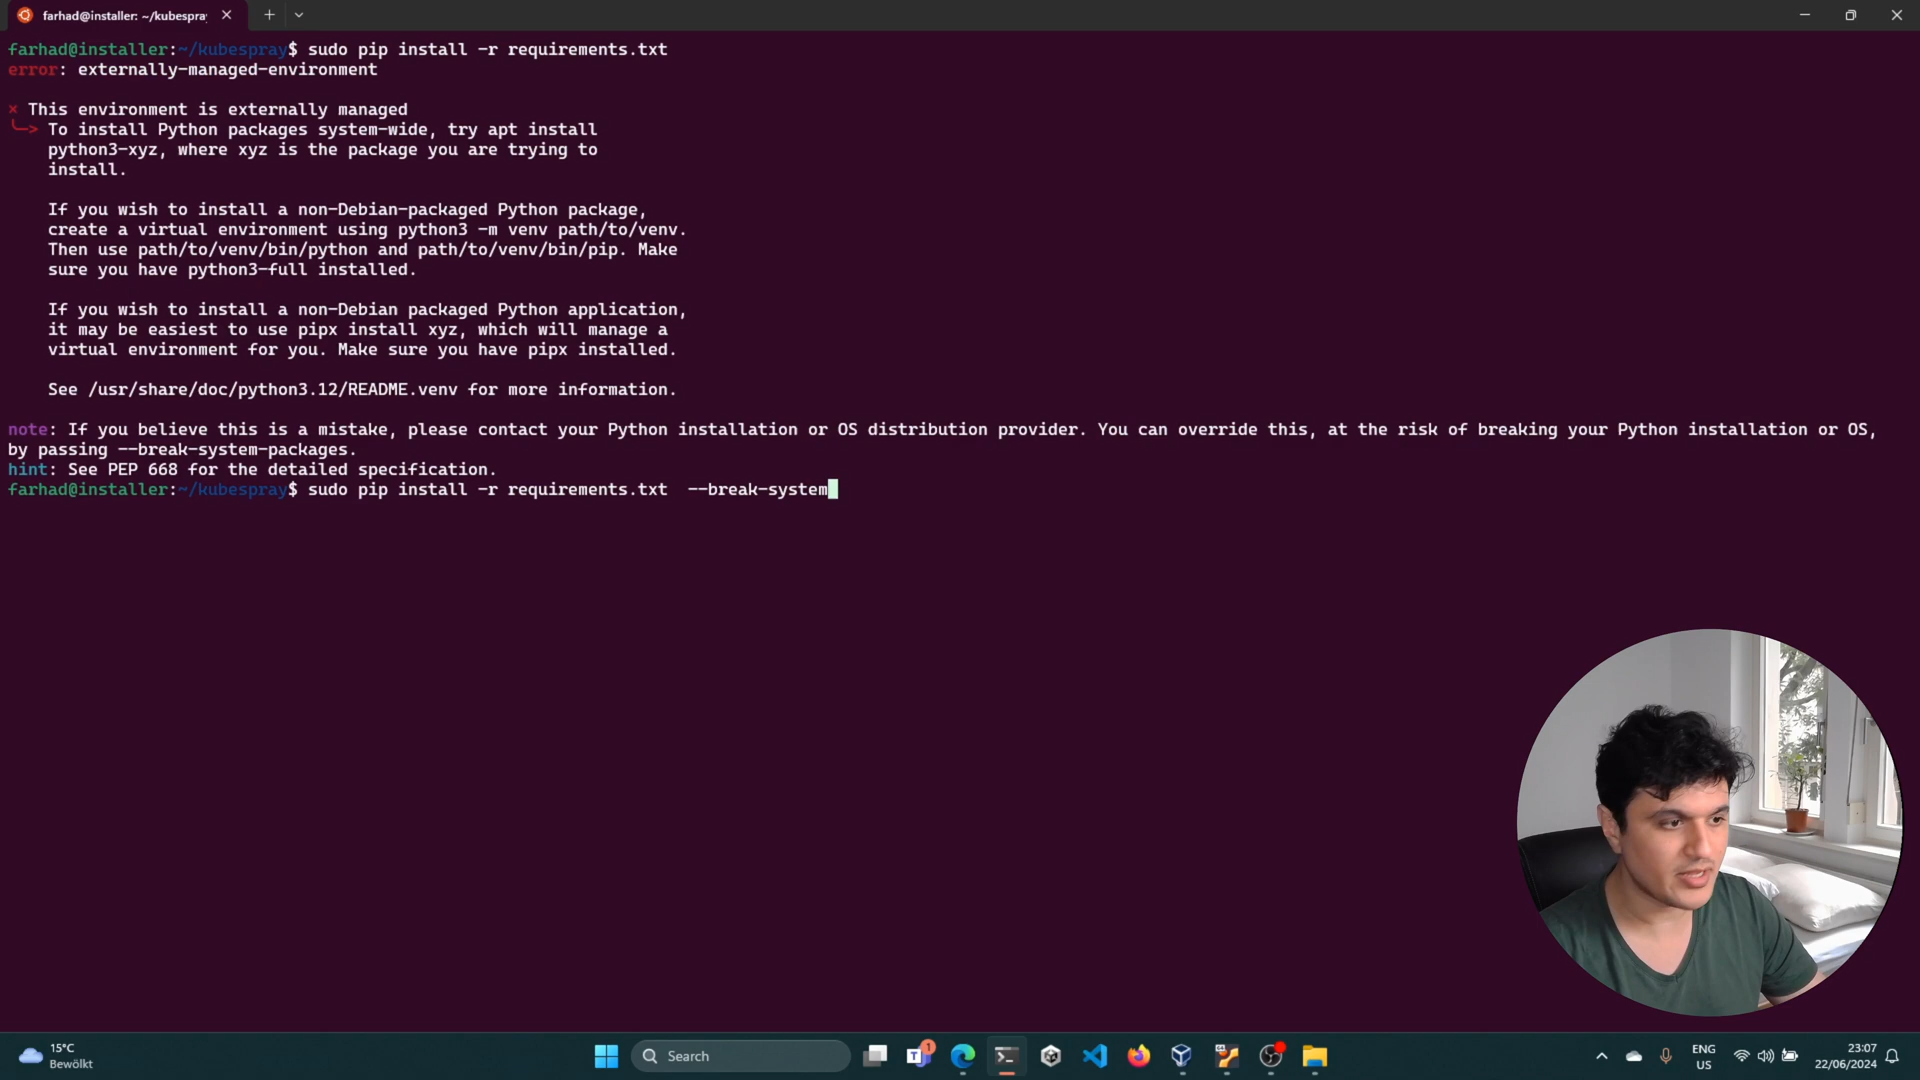 farhad@installer: ~/kubespray
farhad@installer:~/kubespray$ sudo pip install -r requirements.txt
error: externally-managed-environment
× This environment is externally managed
╰─> To install Python packages system-wide, try apt install
python3-xyz, where xyz is the package you are trying to
install.
If you wish to install a non-Debian-packaged Python package,
create a virtual environment using python3 -m venv path/to/venv.
Then use path/to/venv/bin/python and path/to/venv/bin/pip. Make
sure you have python3-full installed.
If you wish to install a non-Debian packaged Python application,
it may be easiest to use pipx install xyz, which will manage a
virtual environment for you. Make sure you have pipx installed.
See /usr/share/doc/python3.12/README.venv for more information.
note: If you believe this is a mistake, please contact your Python installation or OS distribution provider. You can override this, at the risk of breaking your Python installation or OS,
by passing --break-system-packages.
hint: See PEP 668 for the detailed specification.
farhad@installer:~/kubespray$ sudo pip install -r requirements.txt  --break-system
15°C
Bewölkt
Search
1
ENG
US
23:07
22/06/2024